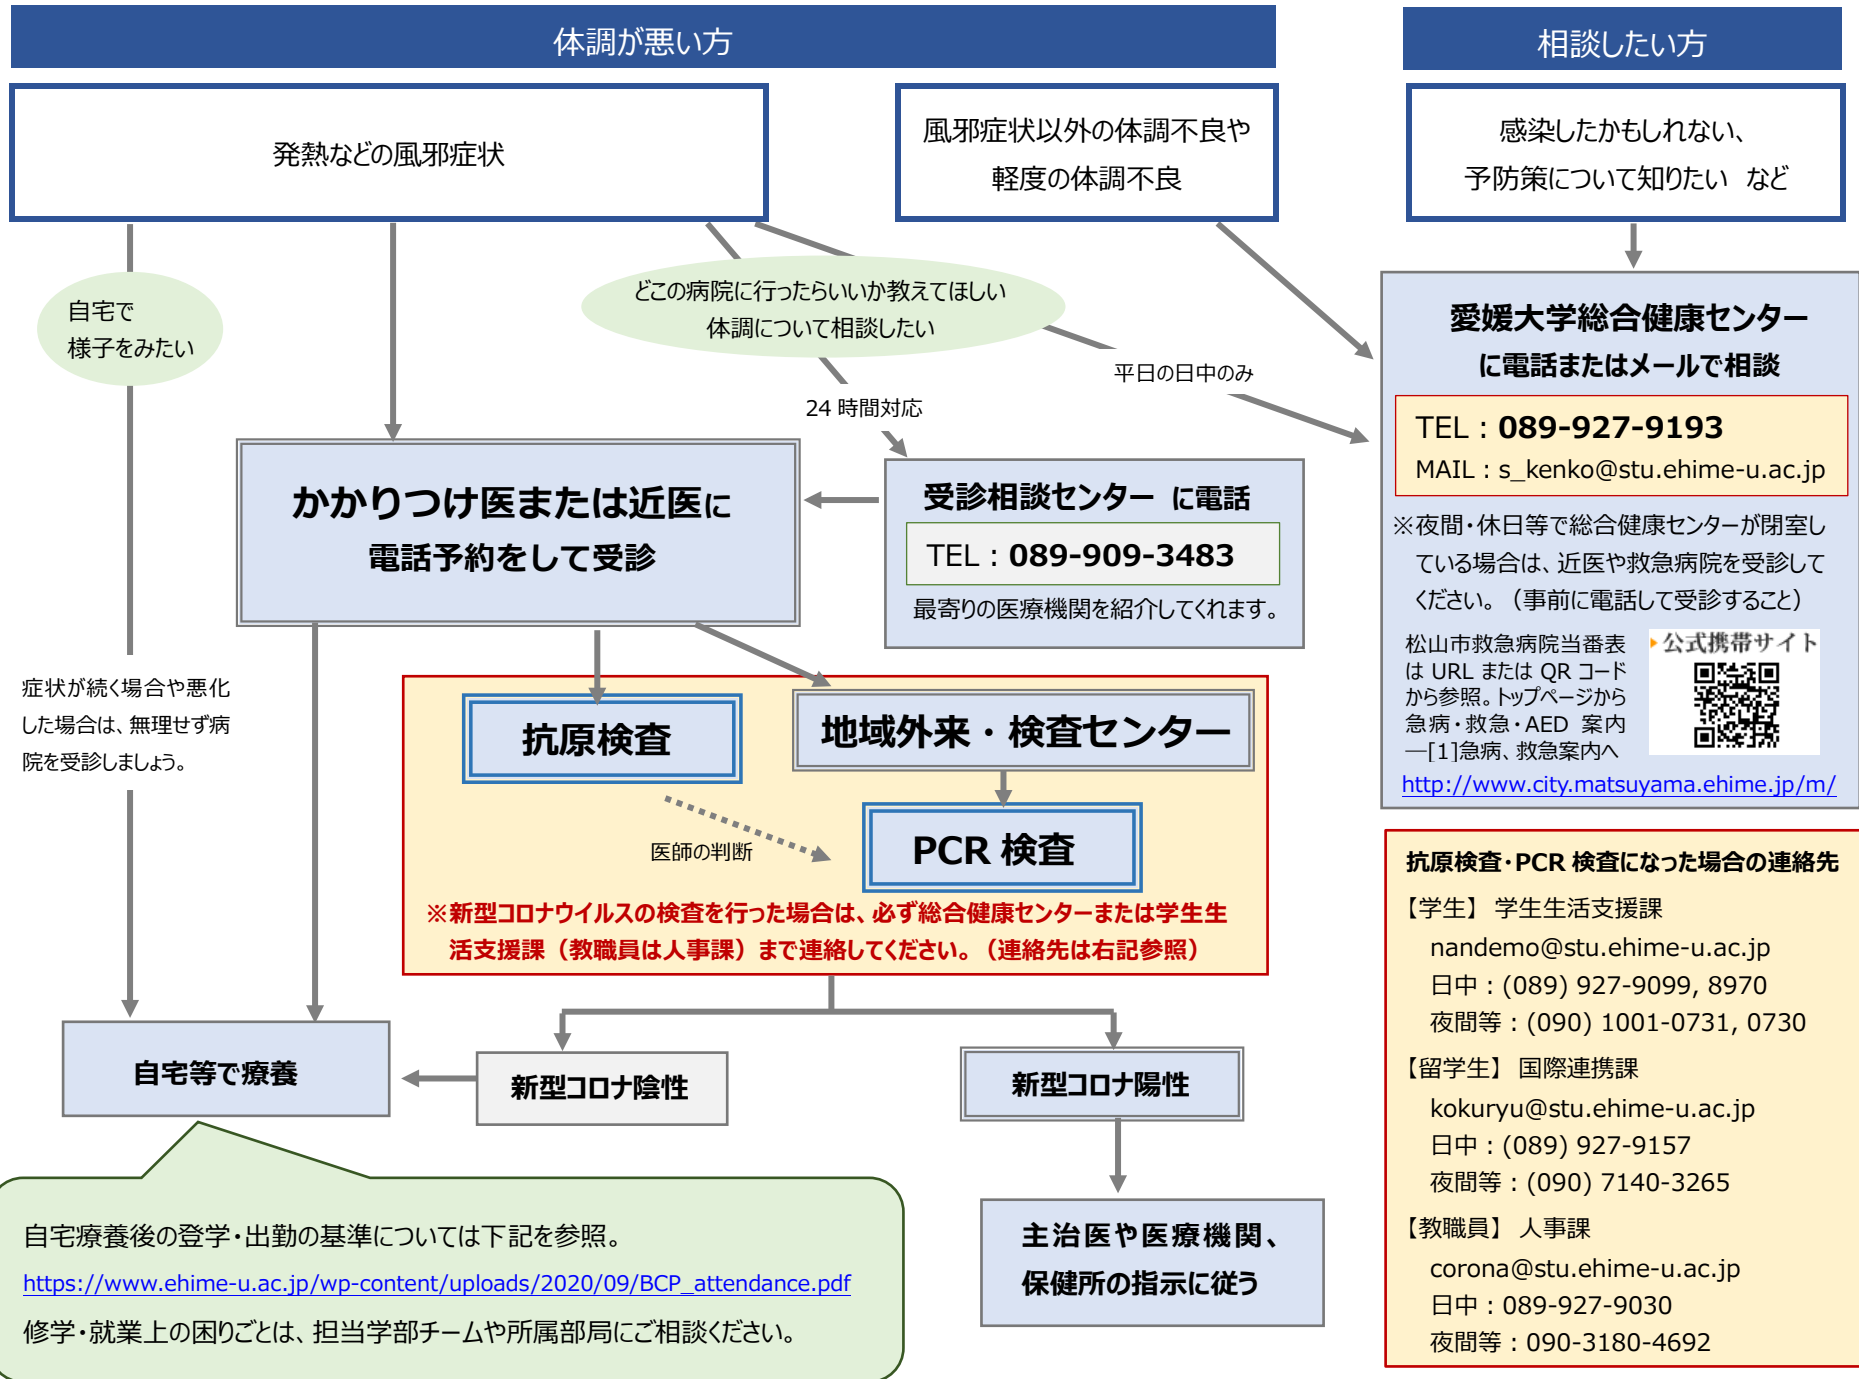 体調が悪い方
相談したい方
発熱などの風邪症状
風邪症状以外の体調不良や
軽度の体調不良
感染したかもしれない、
予防策について知りたい など
自宅で
様子をみたい
どこの病院に行ったらいいか教えてほしい
体調について相談したい
平日の日中のみ
24 時間対応
愛媛大学総合健康センター
に電話またはメールで相談
TEL：089-927-9193
MAIL：s_kenko@stu.ehime-u.ac.jp
※夜間・休日等で総合健康センターが閉室し
ている場合は、近医や救急病院を受診して
ください。（事前に電話して受診すること）
松山市救急病院当番表
は URL または QR コード
から参照。トップページから
急病・救急・AED 案内
―[1]急病、救急案内へ
公式携帯サイト
http://www.city.matsuyama.ehime.jp/m/
かかりつけ医または近医に
電話予約をして受診
受診相談センター に電話
TEL：089-909-3483
最寄りの医療機関を紹介してくれます。
症状が続く場合や悪化
した場合は、無理せず病
院を受診しましょう。
抗原検査
地域外来・検査センター
医師の判断
PCR 検査
※新型コロナウイルスの検査を行った場合は、必ず総合健康センターまたは学生生
活支援課（教職員は人事課）まで連絡してください。（連絡先は右記参照）
自宅等で療養
新型コロナ陰性
新型コロナ陽性
主治医や医療機関、
保健所の指示に従う
自宅療養後の登学・出勤の基準については下記を参照。
https://www.ehime-u.ac.jp/wp-content/uploads/2020/09/BCP_attendance.pdf
修学・就業上の困りごとは、担当学部チームや所属部局にご相談ください。
抗原検査・PCR 検査になった場合の連絡先
【学生】 学生生活支援課
nandemo@stu.ehime-u.ac.jp
日中：(089) 927-9099, 8970
夜間等：(090) 1001-0731, 0730
【留学生】 国際連携課
kokuryu@stu.ehime-u.ac.jp
日中：(089) 927-9157
夜間等：(090) 7140-3265
【教職員】 人事課
corona@stu.ehime-u.ac.jp
日中：089-927-9030
夜間等：090-3180-4692